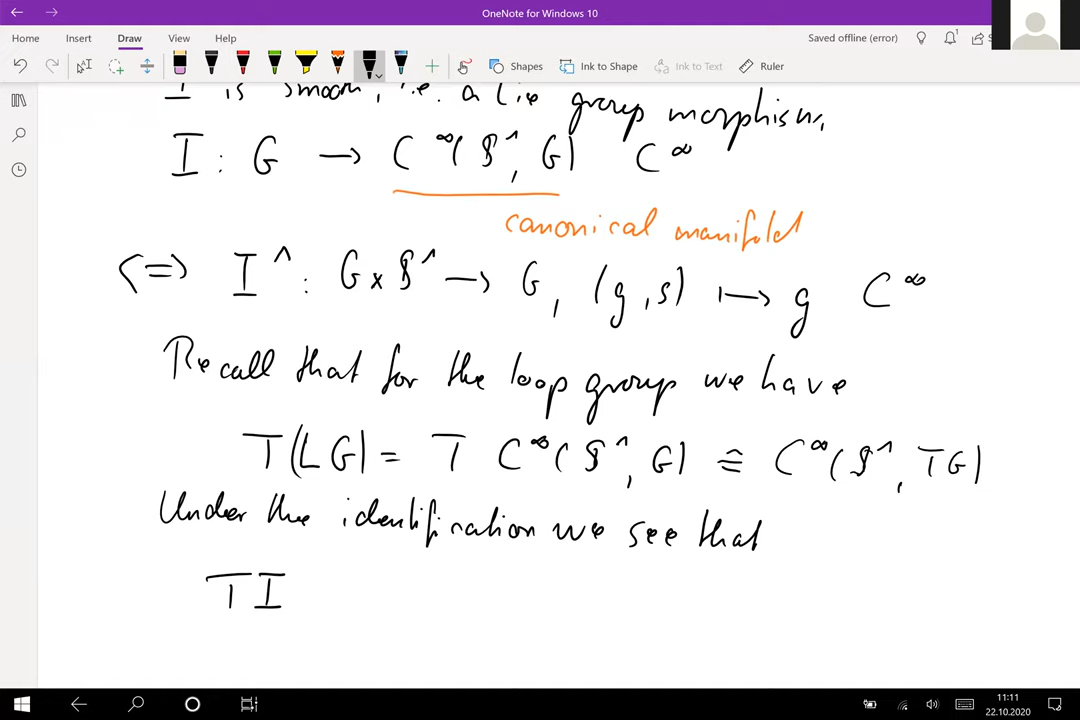 OneNote for Windows 10
Home Insert Draw View Help Saved offline (error)
Shapes Ink to Shape Ink to Text Ruler
I is smooth, i.e. a Lie group morphism,
I : G → C^∞(S^1, G) C^∞
canonical manifold
<=> I^∧ : G × S^1 → G, (g, s) ↦ g C^∞
Recall that for the loop group we have
T(LG) = T C^∞(S^1, G) ≅ C^∞(S^1, TG)
Under the identification we see that
TI
11:11
22.10.2020